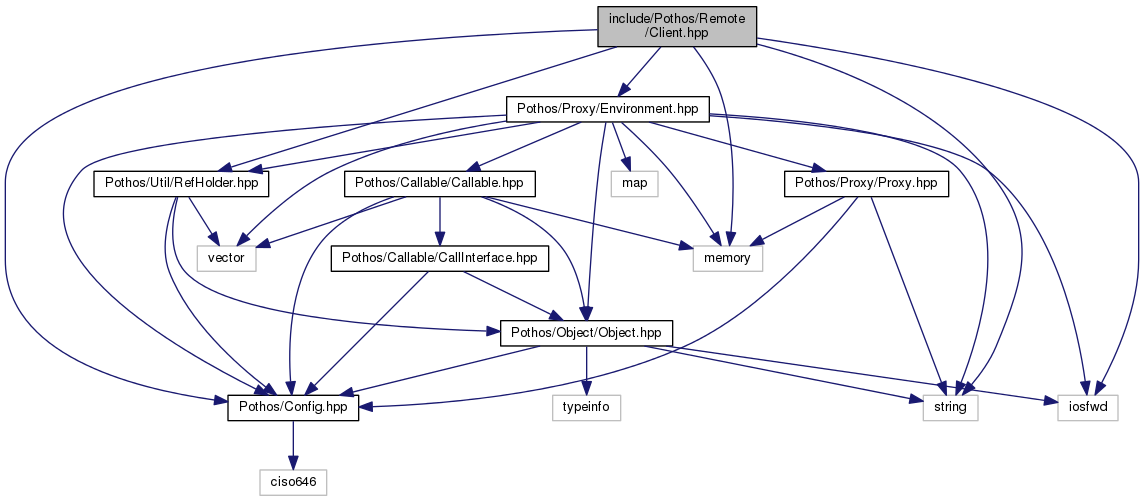 include/Pothos/Remote
/Client.hpp
Pothos/Proxy/Environment.hpp
Pothos/Util/RefHolder.hpp
Pothos/Callable/Callable.hpp
map
Pothos/Proxy/Proxy.hpp
vector
Pothos/Callable/CallInterface.hpp
memory
Pothos/Object/Object.hpp
Pothos/Config.hpp
typeinfo
string
iosfwd
ciso646